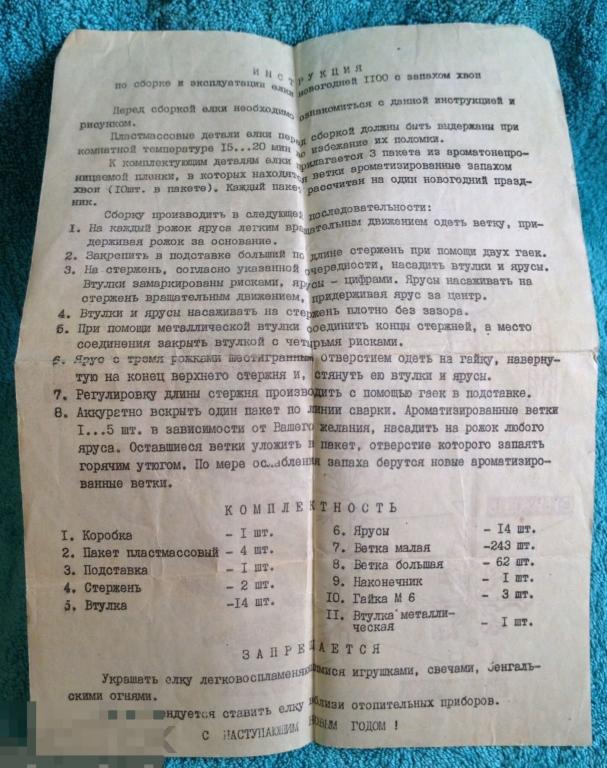 ИНСТРУКЦИЯ
по сборке и эксплуатации елки новогодней II00 с запахом хвои
Перед сборкой елки необходимо ознакомиться с данной инструкцией и
рисунком.
Пластмассовые детали елки перед сборкой должны быть выдержаны при
комнатной температуре 15...20 мин во избежание их поломки.
К комплектующим деталям елки прилагается 3 пакета из ароматонепро-
ницаемой пленки, в которых находятся ветки ароматизированные запахом
хвои (10шт. в пакете). Каждый пакет рассчитан на один новогодний празд-
ник.
Сборку производить в следующей последовательности:
1. На каждый рожок яруса легким вращательным движением одеть ветку, при-
держивая рожок за основание.
2. Закрепить в подставке больший по длине стержень при помощи двух гаек.
3. На стержень, согласно указанной очередности, насадить втулки и ярусы.
Втулки замаркированы рисками, ярусы - цифрами. Ярусы насаживать на
стержень вращательным движением, придерживая ярус за центр.
4. Втулки и ярусы насаживать на стержень плотно без зазора.
5. При помощи металлической втулки соединить концы стержней, а место
соединения закрыть втулкой с четырьмя рисками.
6. Ярус с тремя рожками шестигранным отверстием одеть на гайку, наверну-
тую на конец верхнего стержня и, стянуть ею втулки и ярусы.
7. Регулировку длины стержня производить с помощью гаек в подставке.
8. Аккуратно вскрыть один пакет по линии сварки. Ароматизированные ветки
1...5 шт. в зависимости от Вашего желания, насадить на рожок любого
яруса. Оставшиеся ветки уложить в пакет, отверстие которого запаять
горячим утюгом. По мере ослабления запаха берутся новые ароматизиро-
ванные ветки.
КОМПЛЕКТНОСТЬ
1. Коробка - 1 шт.
2. Пакет пластмассовый - 4 шт.
3. Подставка - 1 шт.
4. Стержень - 2 шт.
5. Втулка -14 шт.
6. Ярусы - 14 шт.
7. Ветка малая -243 шт.
8. Ветка большая - 62 шт.
9. Наконечник - 1 шт.
10. Гайка М 6 - 3 шт.
11. Втулка металли-
ческая - 1 шт.
ЗАПРЕЩАЕТСЯ
Украшать елку легковоспламеняющимися игрушками, свечами, бенгаль-
скими огнями.
ставить елку вблизи отопительных приборов.
С НАСТУПАЮЩИМ НОВЫМ ГОДОМ !